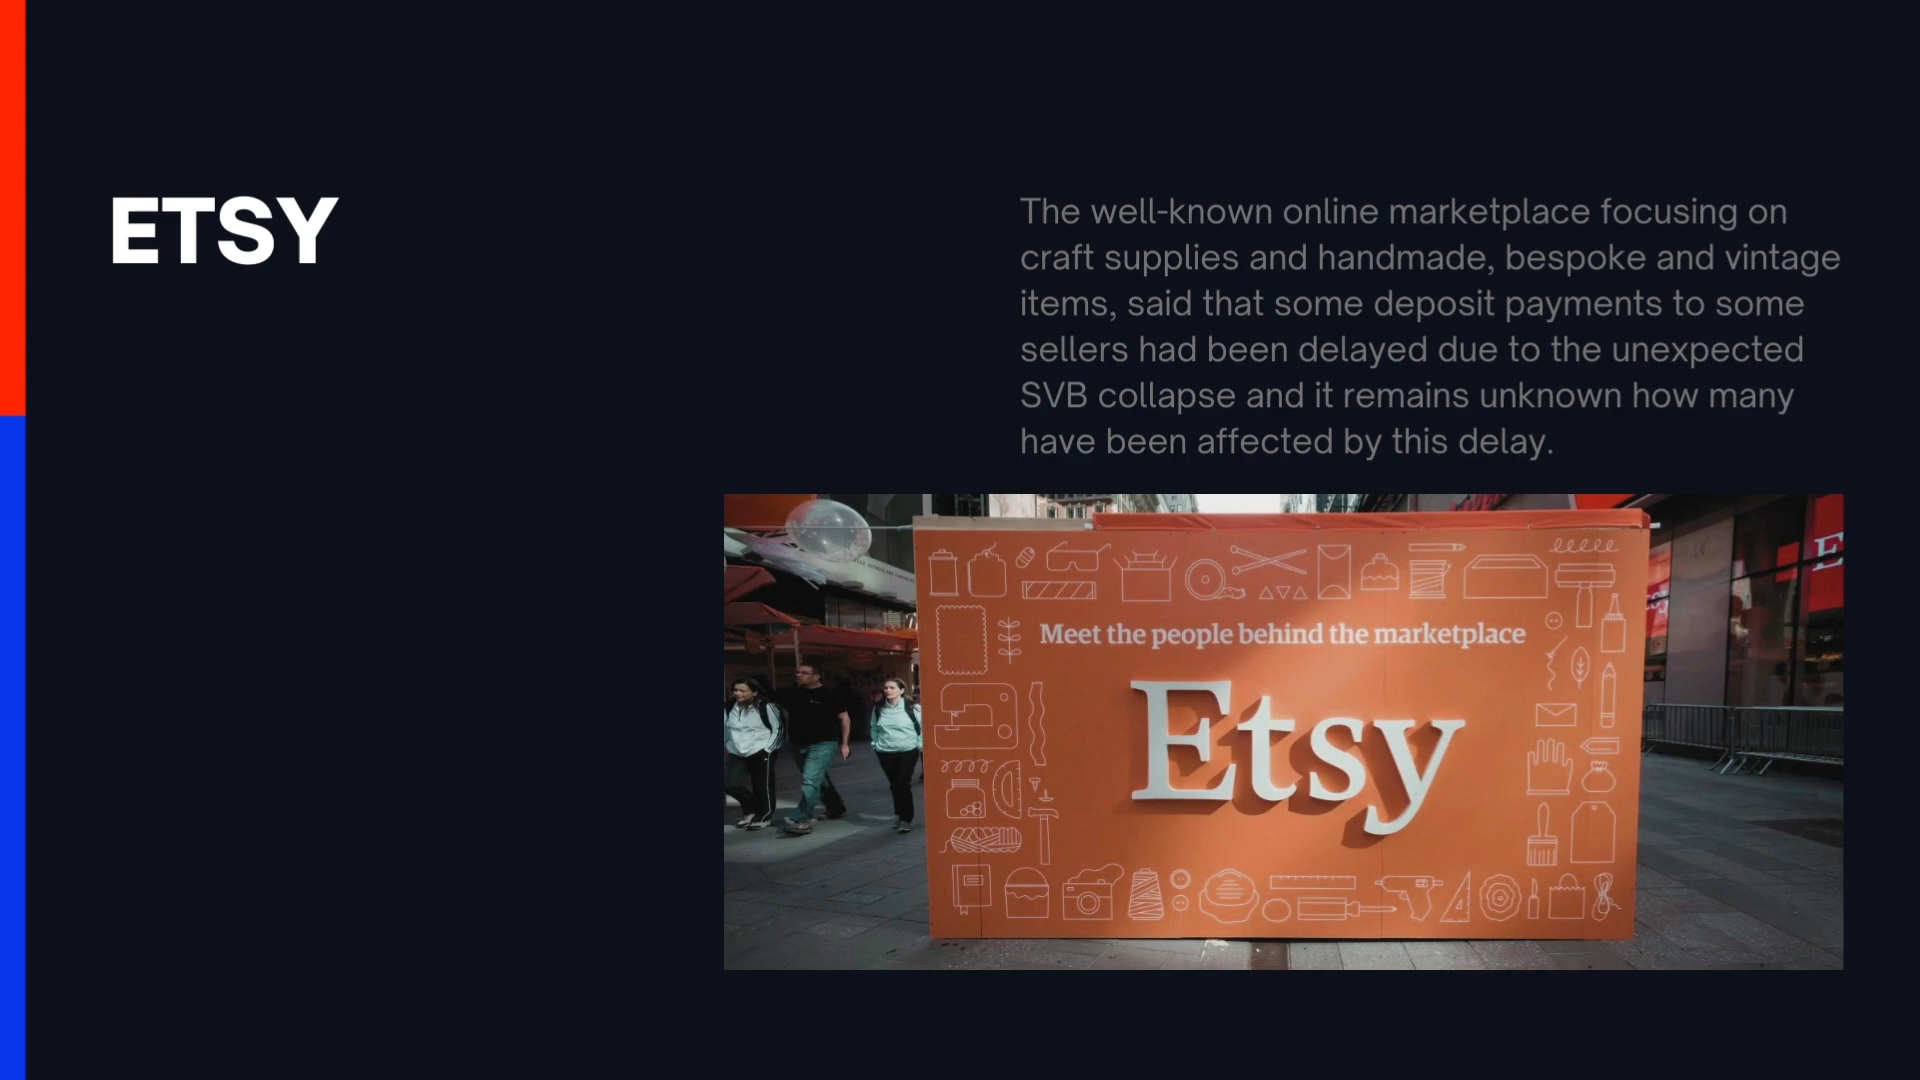 ETSY
The well-known online marketplace focusing on
craft supplies and handmade, bespoke and vintage
items, said that some deposit payments to some
sellers had been delayed due to the unexpected
SVB collapse and it remains unknown how many
have been affected by this delay.
Meet the people behind the marketplace
Etsy
E